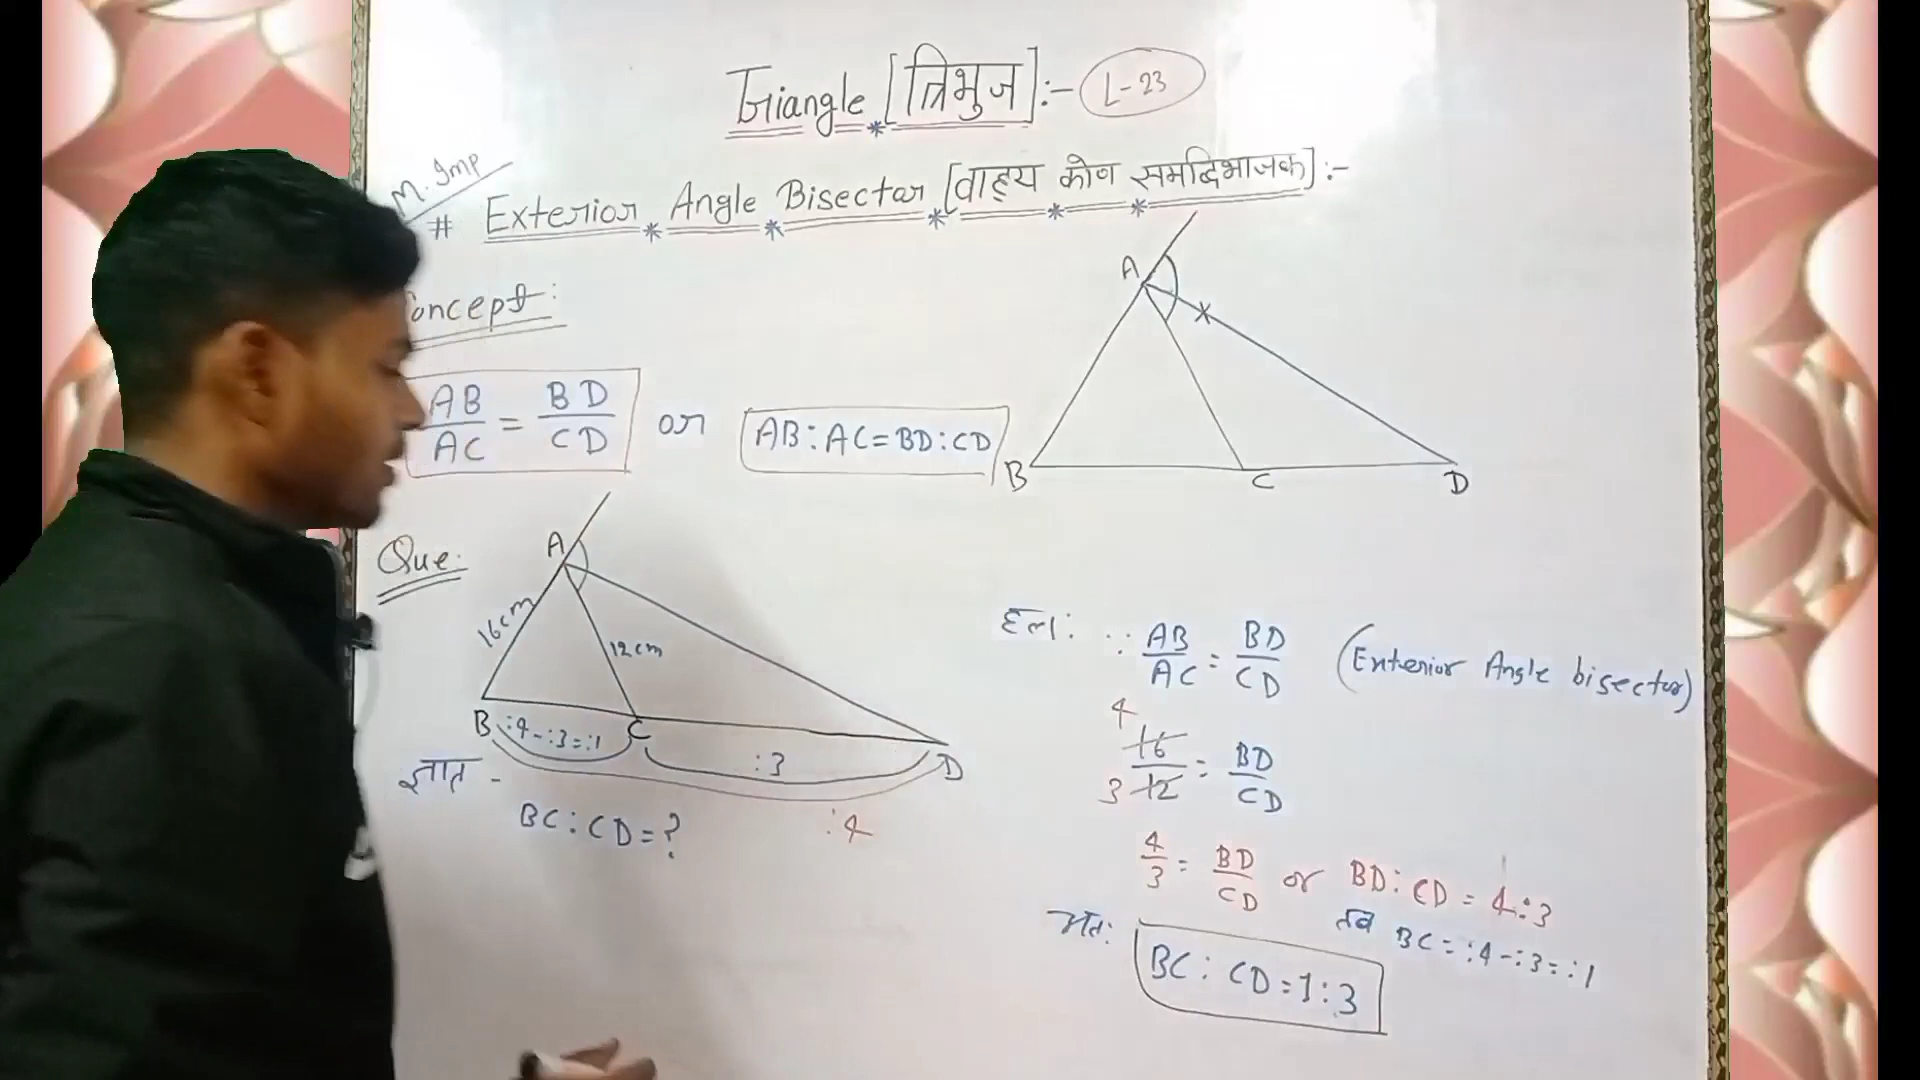 Triangle [त्रिभुज]:- L-23
M. Imp
# Exterior Angle Bisector [वाह्य कोण समद्विभाजक]:-
oncept:
AB/AC = BD/CD or AB:AC=BD:CD
A
B C D
Que:
A
16cm
12cm
B :4-:3=:1 C :3 D
:4
ज्ञात -
BC:CD=?
हल: ∵ AB/AC = BD/CD (Exterior Angle bisector)
4 16/12 3 = BD/CD
4/3 = BD/CD or BD:CD = 4:3
तब BC = :4-:3=:1
अतः BC:CD=1:3